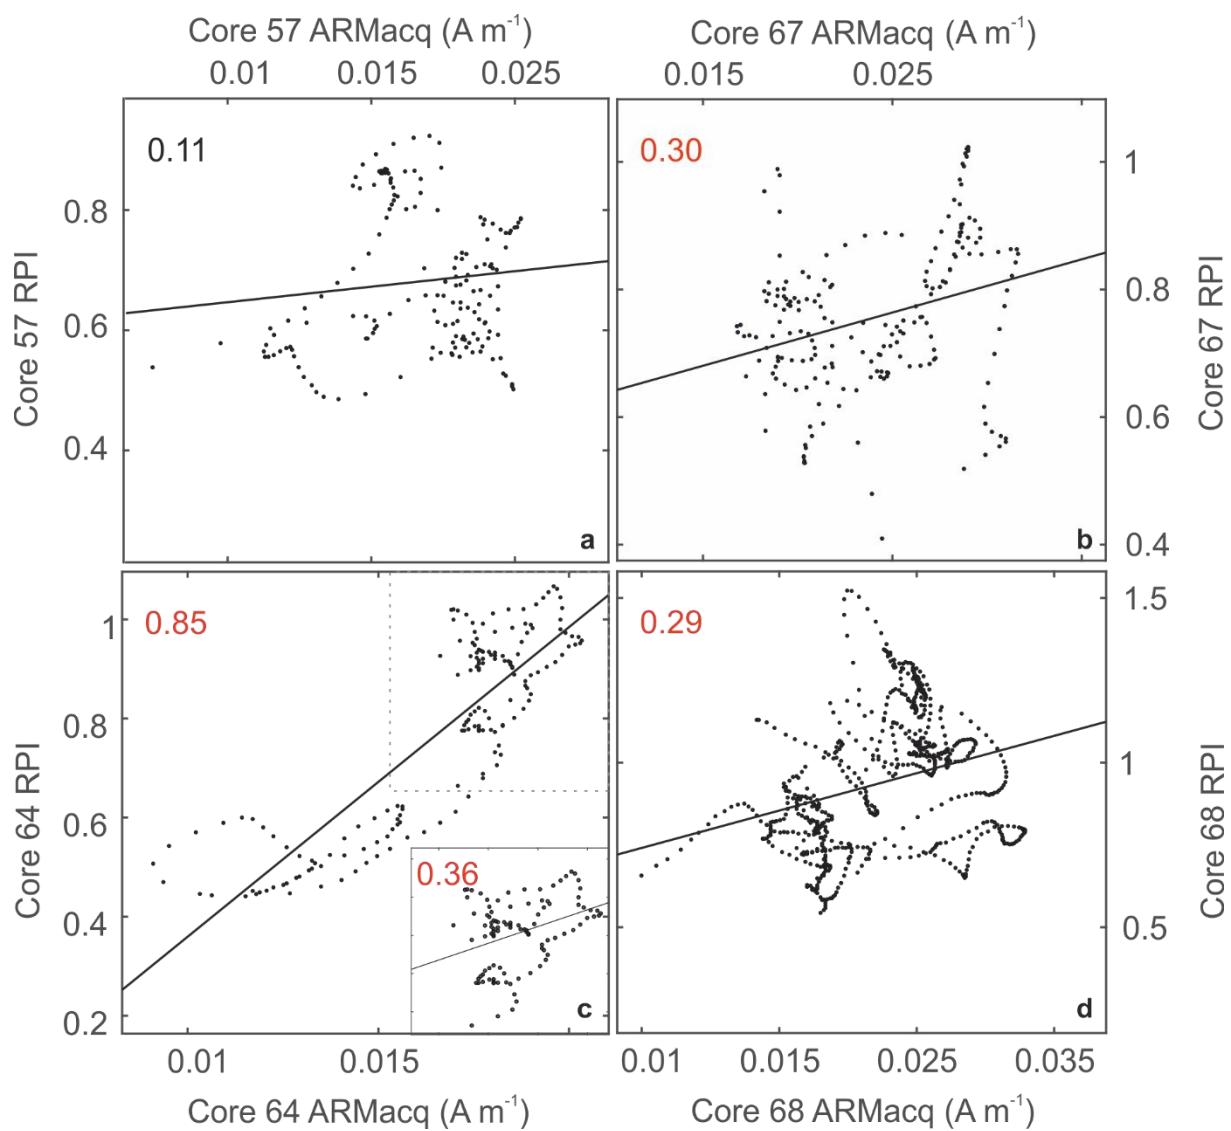 Core 57 ARMacq (A m⁻¹)
Core 67 ARMacq (A m⁻¹)
0.01 0.015 0.025
0.015 0.025
0.11
0.30
0.8
0.6
0.4
Core 57 RPI
1
0.8
0.6
0.4
Core 67 RPI
a
b
0.85
0.29
1
0.8
0.6
0.4
0.2
Core 64 RPI
0.36
1.5
1
0.5
Core 68 RPI
c
d
0.01 0.015
0.01 0.015 0.025 0.035
Core 64 ARMacq (A m⁻¹)
Core 68 ARMacq (A m⁻¹)